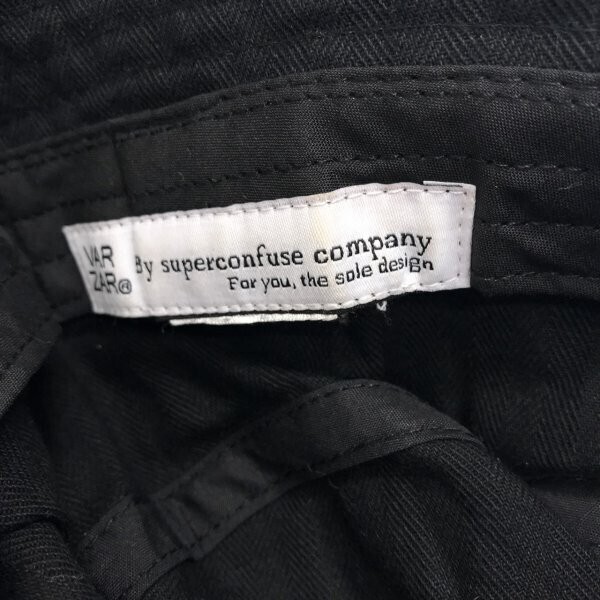 VAR
ZAR®
By superconfuse company
For you, the sole design